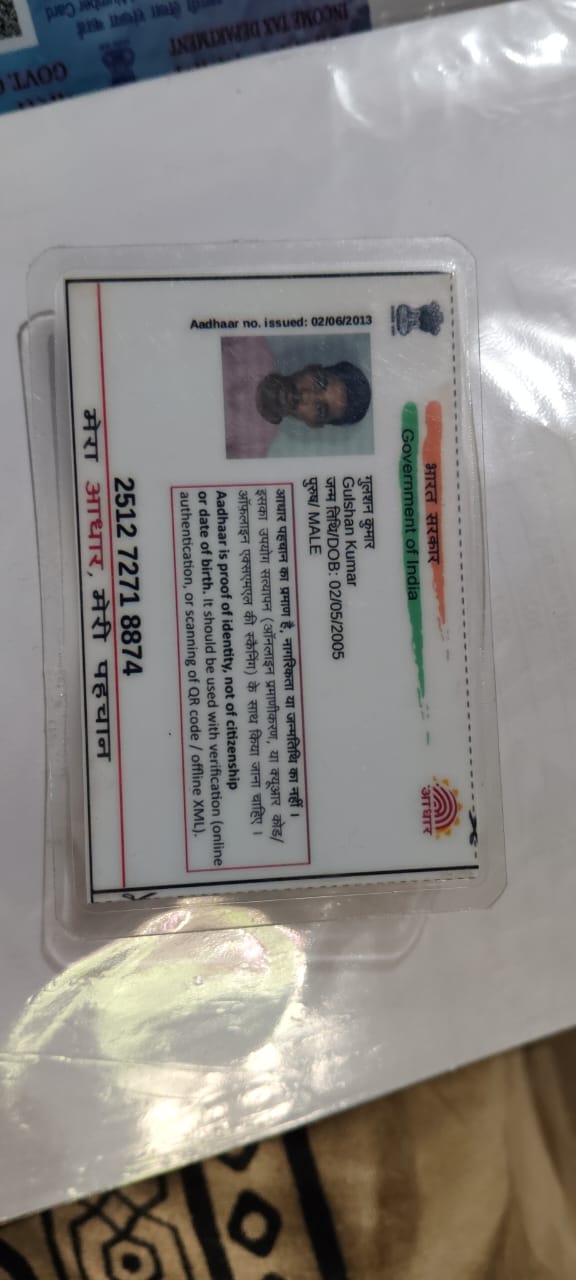 भारत सरकार
Government of India
Aadhaar no. issued: 02/06/2013
गुलशन कुमार
Gulshan Kumar
जन्म तिथि/DOB: 02/05/2005
पुरुष/ MALE
आधार पहचान का प्रमाण है, नागरिकता या जन्मतिथि का नहीं ।
इसका उपयोग सत्यापन (ऑनलाइन प्रमाणीकरण, या क्यूआर कोड/
ऑफलाइन एक्सएमएल की स्कैनिंग) के साथ किया जाना चाहिए ।
Aadhaar is proof of identity, not of citizenship
or date of birth. It should be used with verification (online
authentication, or scanning of QR code / offline XML).
2512 7271 8874
मेरा आधार, मेरी पहचान
आधार
INCOME TAX DEPARTMENT
GOVT.
Number Card